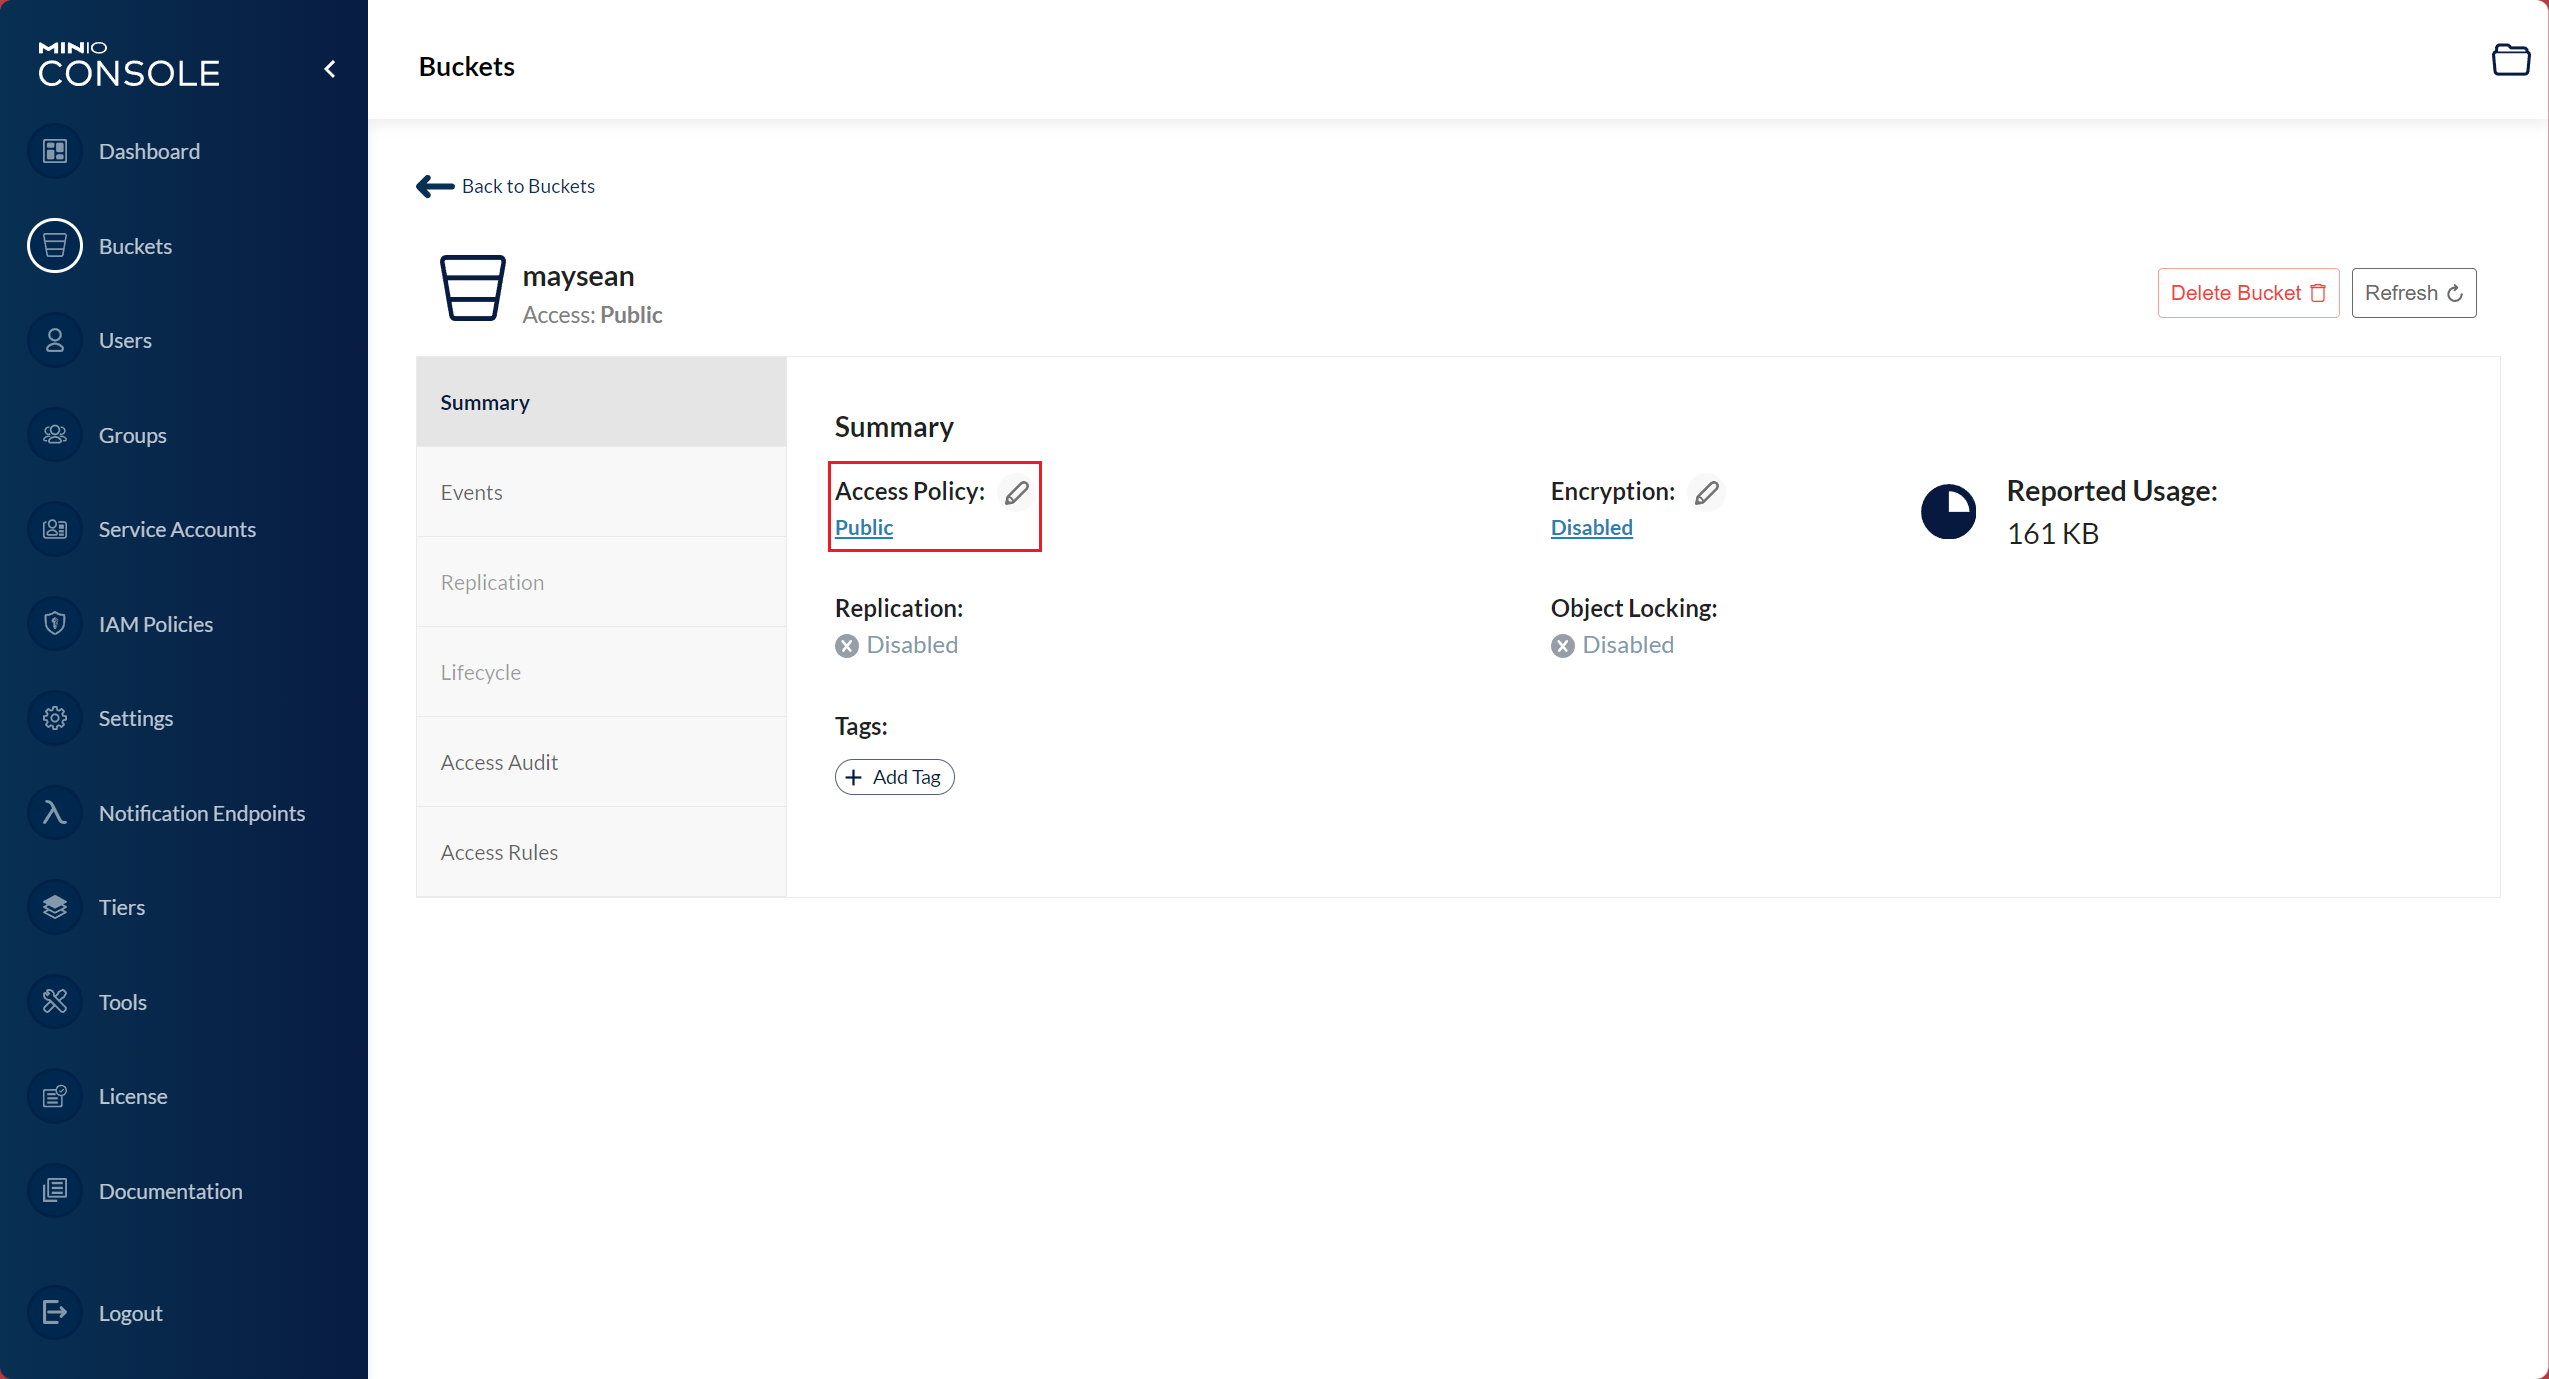 MINIO
CONSOLE
Dashboard
Buckets
Users
Groups
Service Accounts
IAM Policies
Settings
Notification Endpoints
Tiers
Tools
License
Documentation
Logout
Buckets
Back to Buckets
maysean
Access: Public
Delete Bucket
Refresh
Summary
Events
Replication
Lifecycle
Access Audit
Access Rules
Summary
Access Policy:
Public
Encryption:
Disabled
Reported Usage:
161 KB
Replication:
Disabled
Object Locking:
Disabled
Tags:
+ Add Tag